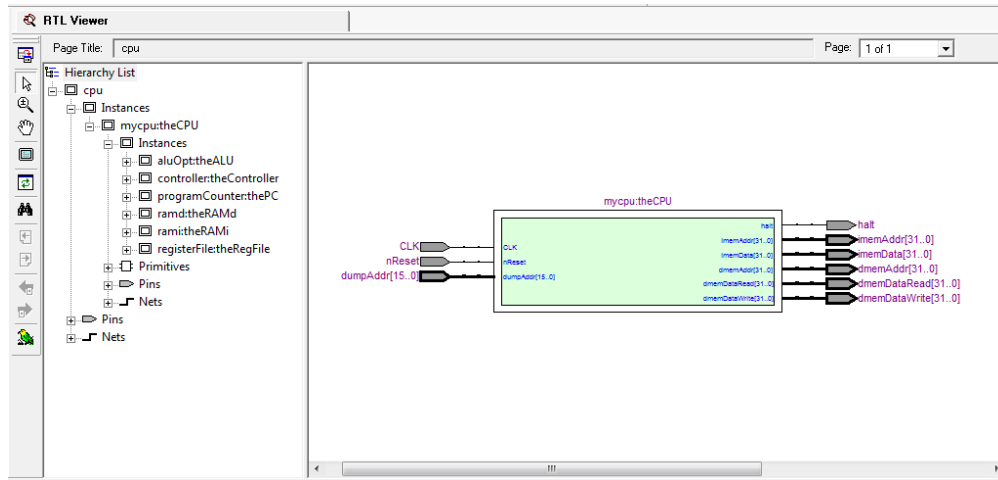 RTL Viewer
Page Title: cpu
Page: 1 of 1
Hierarchy List
cpu
Instances
mycpu:theCPU
Instances
aluOpt:theALU
controller:theController
programCounter:thePC
ramd:theRAMd
rami:theRAMi
registerFile:theRegFile
Primitives
Pins
Nets
Pins
Nets
mycpu:theCPU
CLK
nReset
dumpAddr[15..0]
CLK
nReset
dumpAddr[15..0]
halt
imemAddr[31..0]
imemData[31..0]
dmemAddr[31..0]
dmemDataRead[31..0]
dmemDataWrite[31..0]
halt
imemAddr[31..0]
imemData[31..0]
dmemAddr[31..0]
dmemDataRead[31..0]
dmemDataWrite[31..0]